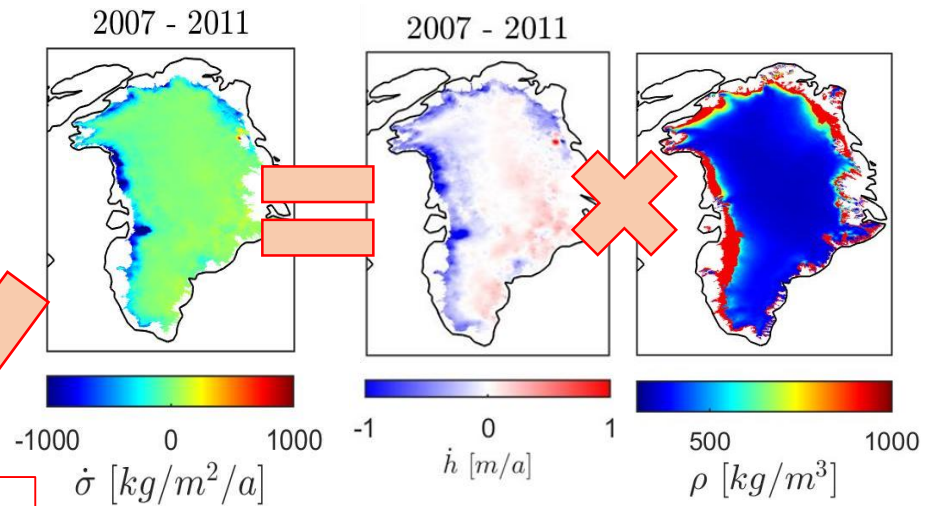 2007 - 2011
2007 - 2011
-1000 0 1000
σ̇ [kg/m²/a]
-1 0 1
ḣ [m/a]
500 1000
ρ [kg/m³]